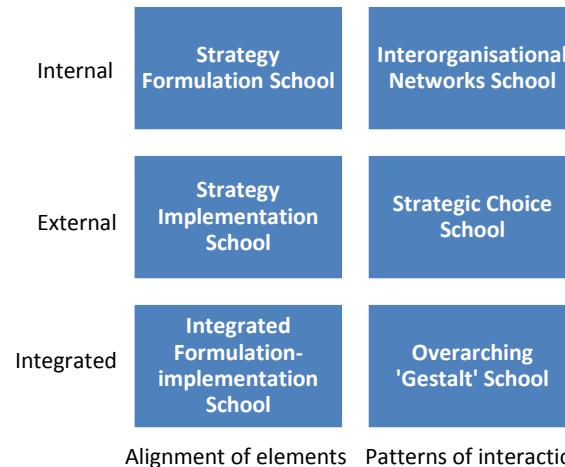 Internal
Strategy
Formulation School
Interorganisational
Networks School
External
Strategy
Implementation
School
Strategic Choice
School
Integrated
Integrated
Formulation-
implementation
School
Overarching
'Gestalt' School
Alignment of elements
Patterns of interactio